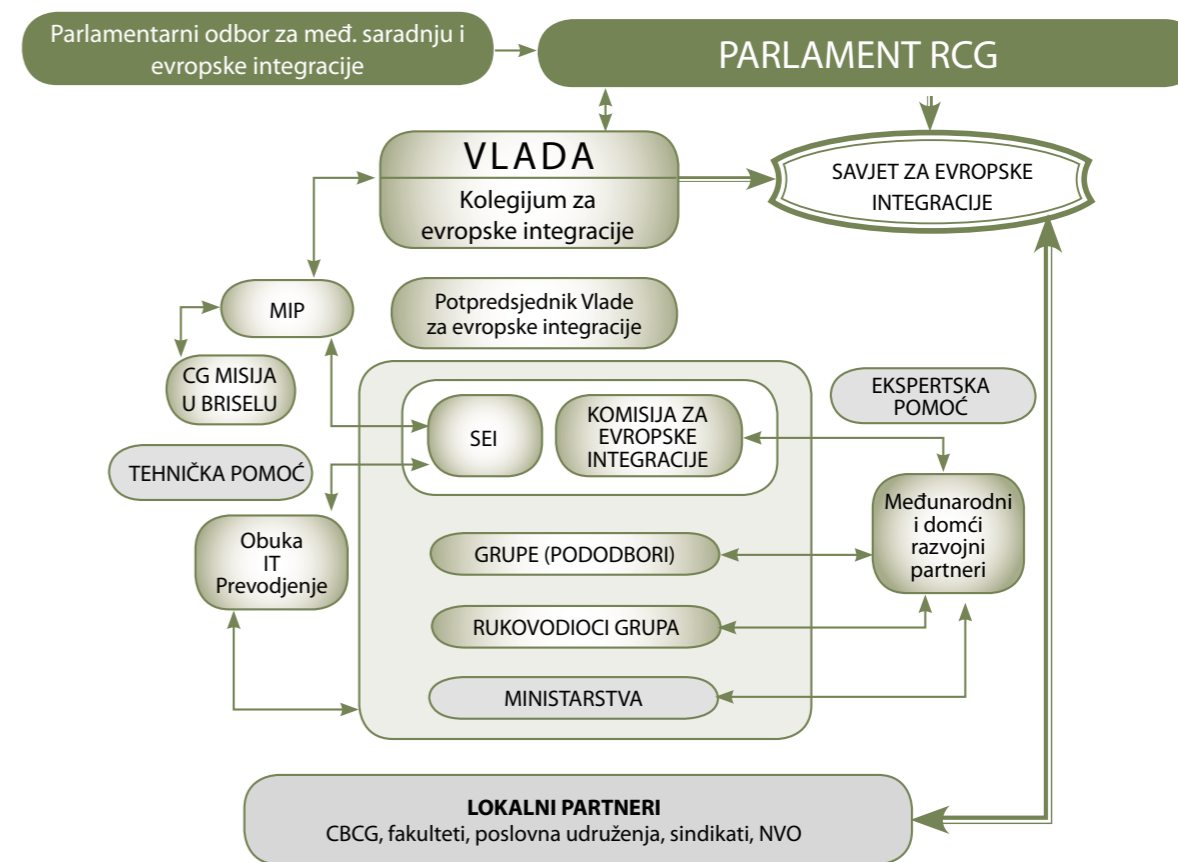 Parlamentarni odbor za međ. saradnju i
evropske integracije
PARLAMENT RCG
VLADA
Kolegijum za
evropske integracije
SAVJET ZA EVROPSKE
INTEGRACIJE
MIP
Potpredsjednik Vlade
za evropske integracije
CG MISIJA
U BRISELU
EKSPERTSKA
POMOĆ
SEI
KOMISIJA ZA
EVROPSKE
INTEGRACIJE
TEHNIČKA POMOĆ
Obuka
IT
Prevodjenje
Međunarodni
i domći
razvojni
partneri
GRUPE (PODODBORI)
RUKOVODIOCI GRUPA
MINISTARSTVA
LOKALNI PARTNERI
CBCG, fakulteti, poslovna udruženja, sindikati, NVO